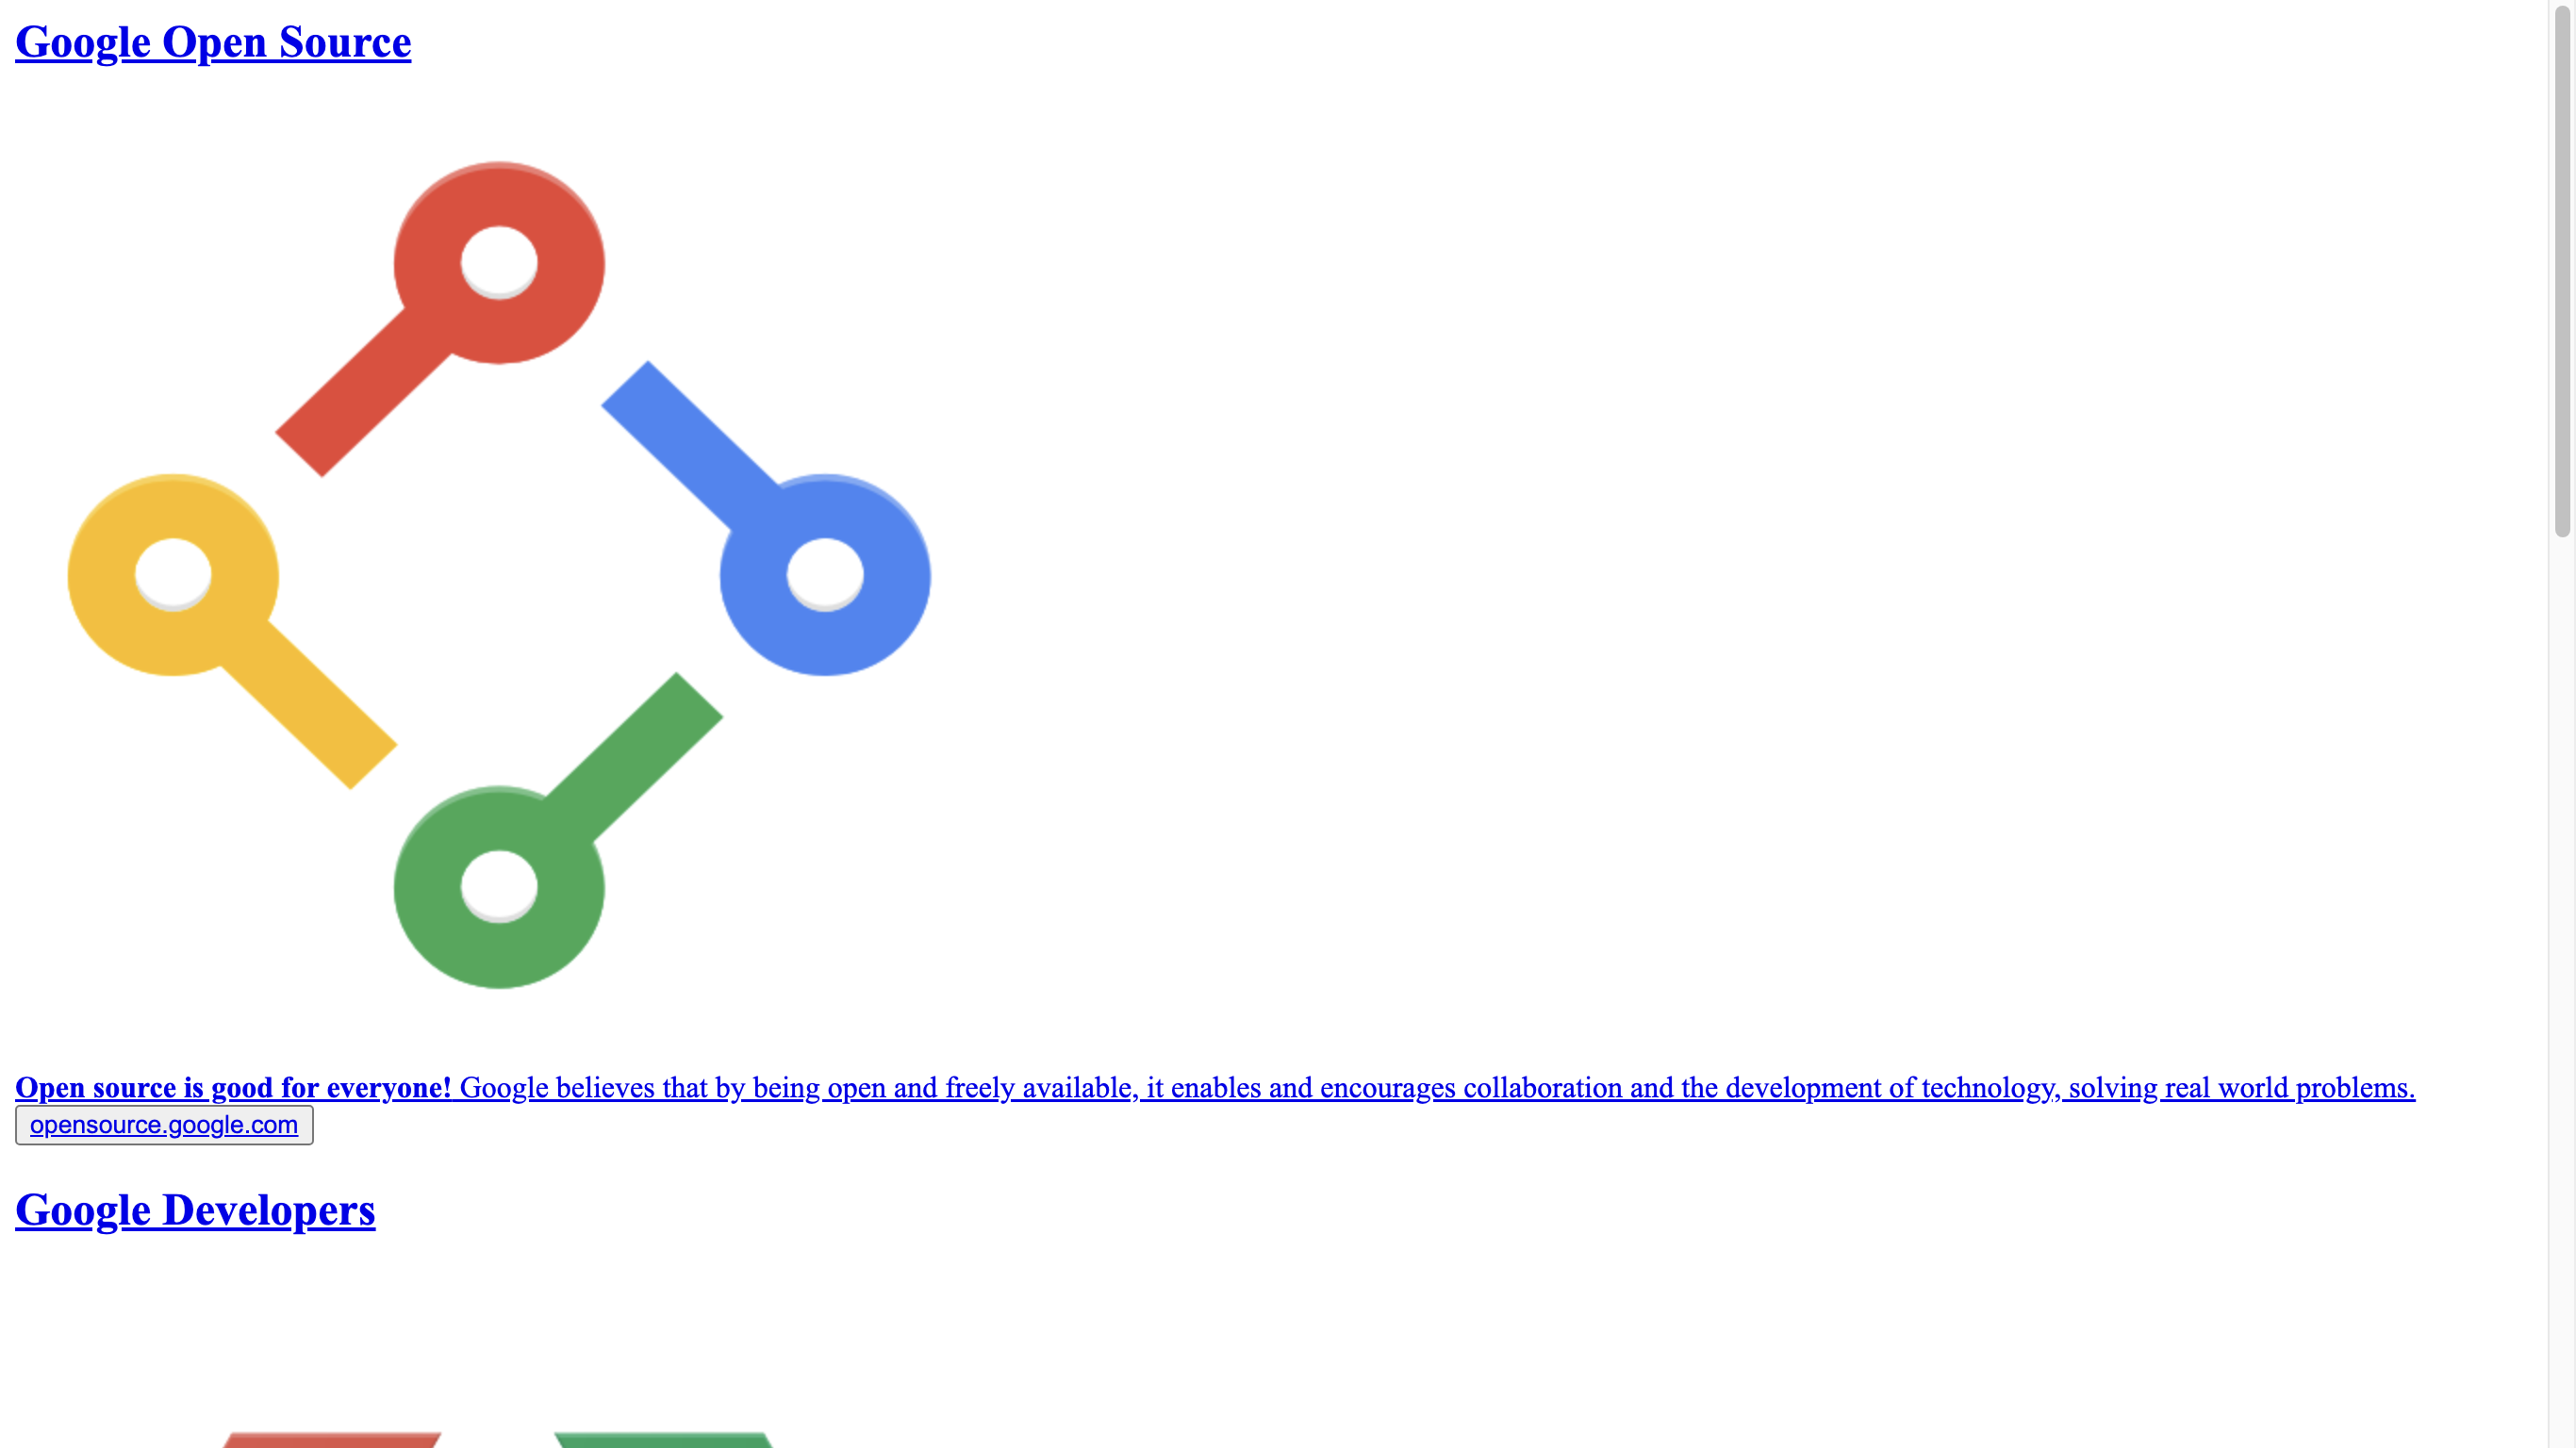 Google Open Source
Open source is good for everyone! Google believes that by being open and freely available, it enables and encourages collaboration and the development of technology, solving real world problems.
opensource.google.com
Google Developers